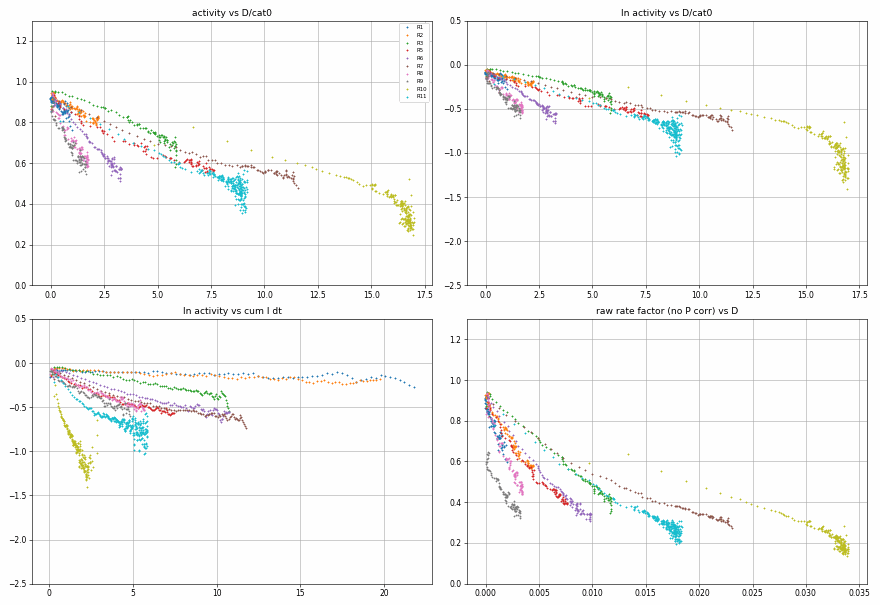 activity vs D/cat0
1.2
1.0
0.8
0.6
0.4
0.2
0.0
0.0 2.5 5.0 7.5 10.0 12.5 15.0 17.5
R1
R2
R3
R5
R6
R7
R8
R9
R10
R11
ln activity vs D/cat0
0.5
0.0
−0.5
−1.0
−1.5
−2.0
−2.5
0.0 2.5 5.0 7.5 10.0 12.5 15.0 17.5
ln activity vs cum I dt
0.5
0.0
−0.5
−1.0
−1.5
−2.0
−2.5
0 5 10 15 20
raw rate factor (no P corr) vs D
1.2
1.0
0.8
0.6
0.4
0.2
0.0
0.000 0.005 0.010 0.015 0.020 0.025 0.030 0.035